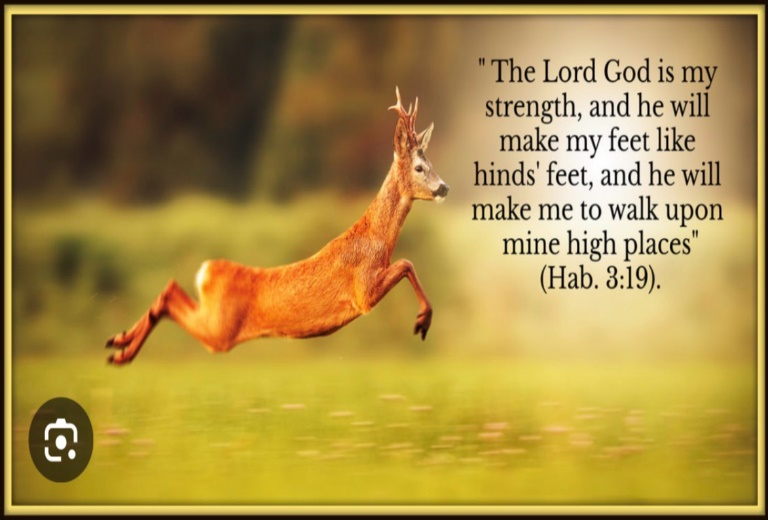 " The Lord God is my
strength, and he will
make my feet like
hinds' feet, and he will
make me to walk upon
mine high places"
(Hab. 3:19).